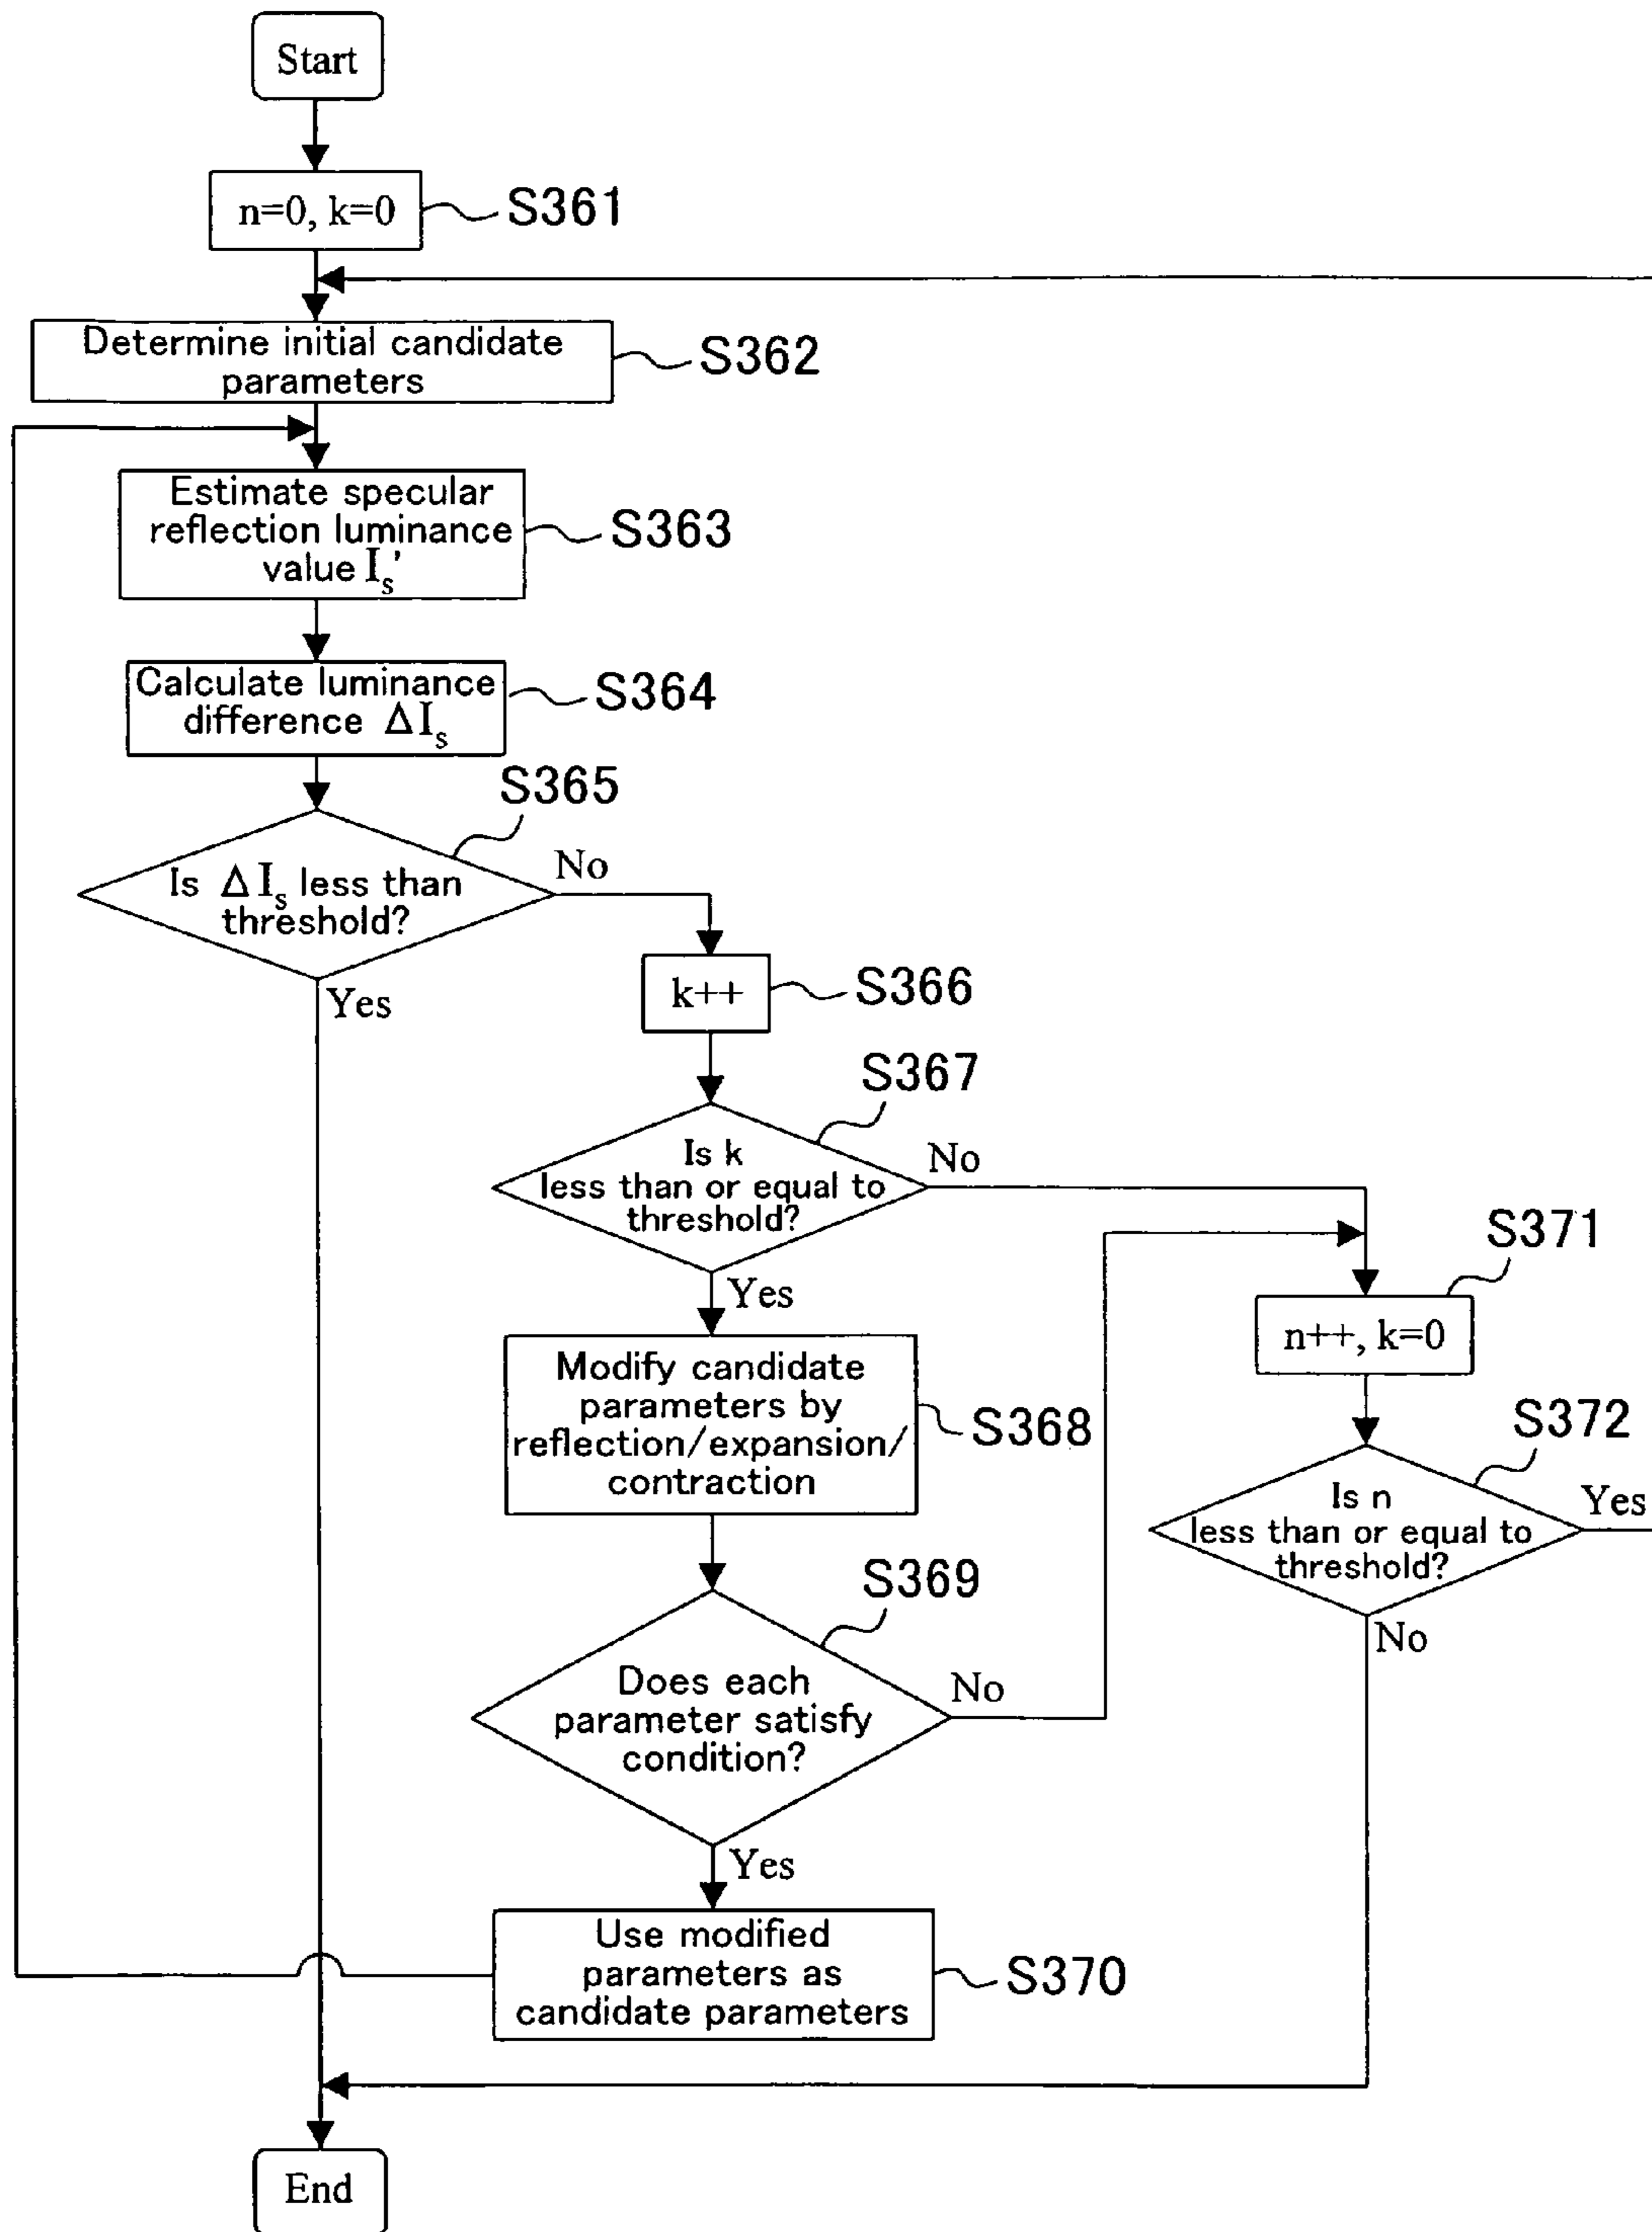 Start
n=0, k=0
S361
Determine initial candidate
parameters
S362
Estimate specular
reflection luminance
value Is'
S363
Calculate luminance
difference ΔIs
S364
S365
Is ΔIs less than
threshold?
No
Yes
k++
S366
S367
Is k
less than or equal to
threshold?
No
Yes
S371
n++, k=0
Modify candidate
parameters by
reflection/expansion/
contraction
S368
S372
Is n
less than or equal to
threshold?
Yes
No
S369
Does each
parameter satisfy
condition?
No
Yes
Use modified
parameters as
candidate parameters
S370
End